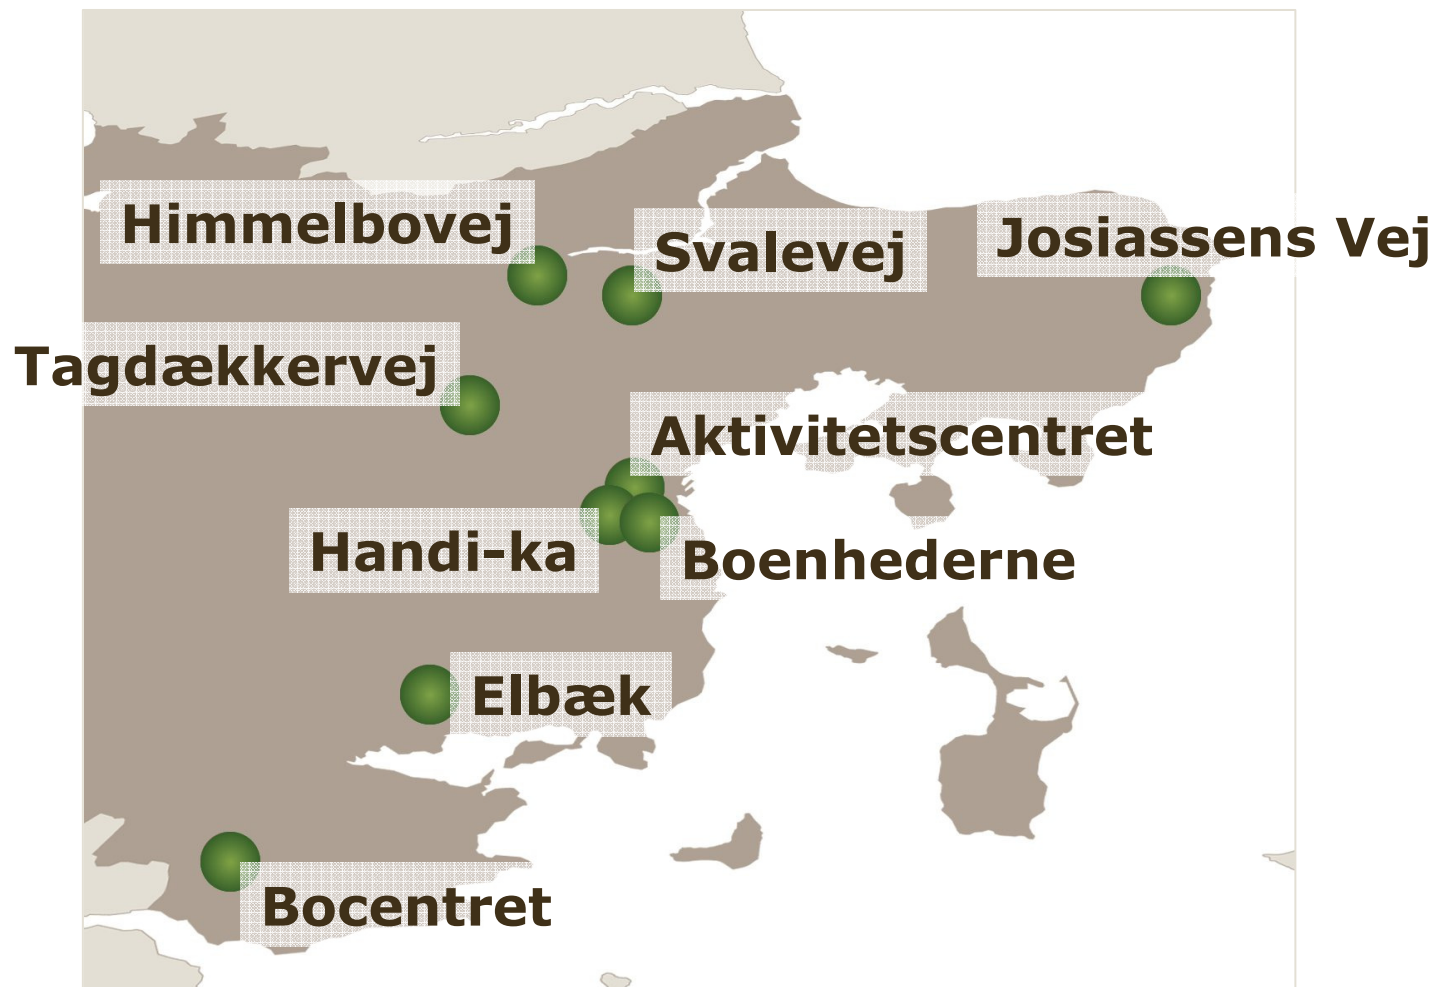 Himmelbovej
Svalevej
Josiassens Vej
Tagdækkervej
Aktivitetscentret
Handi-ka
Boenhederne
Elbæk
Bocentret